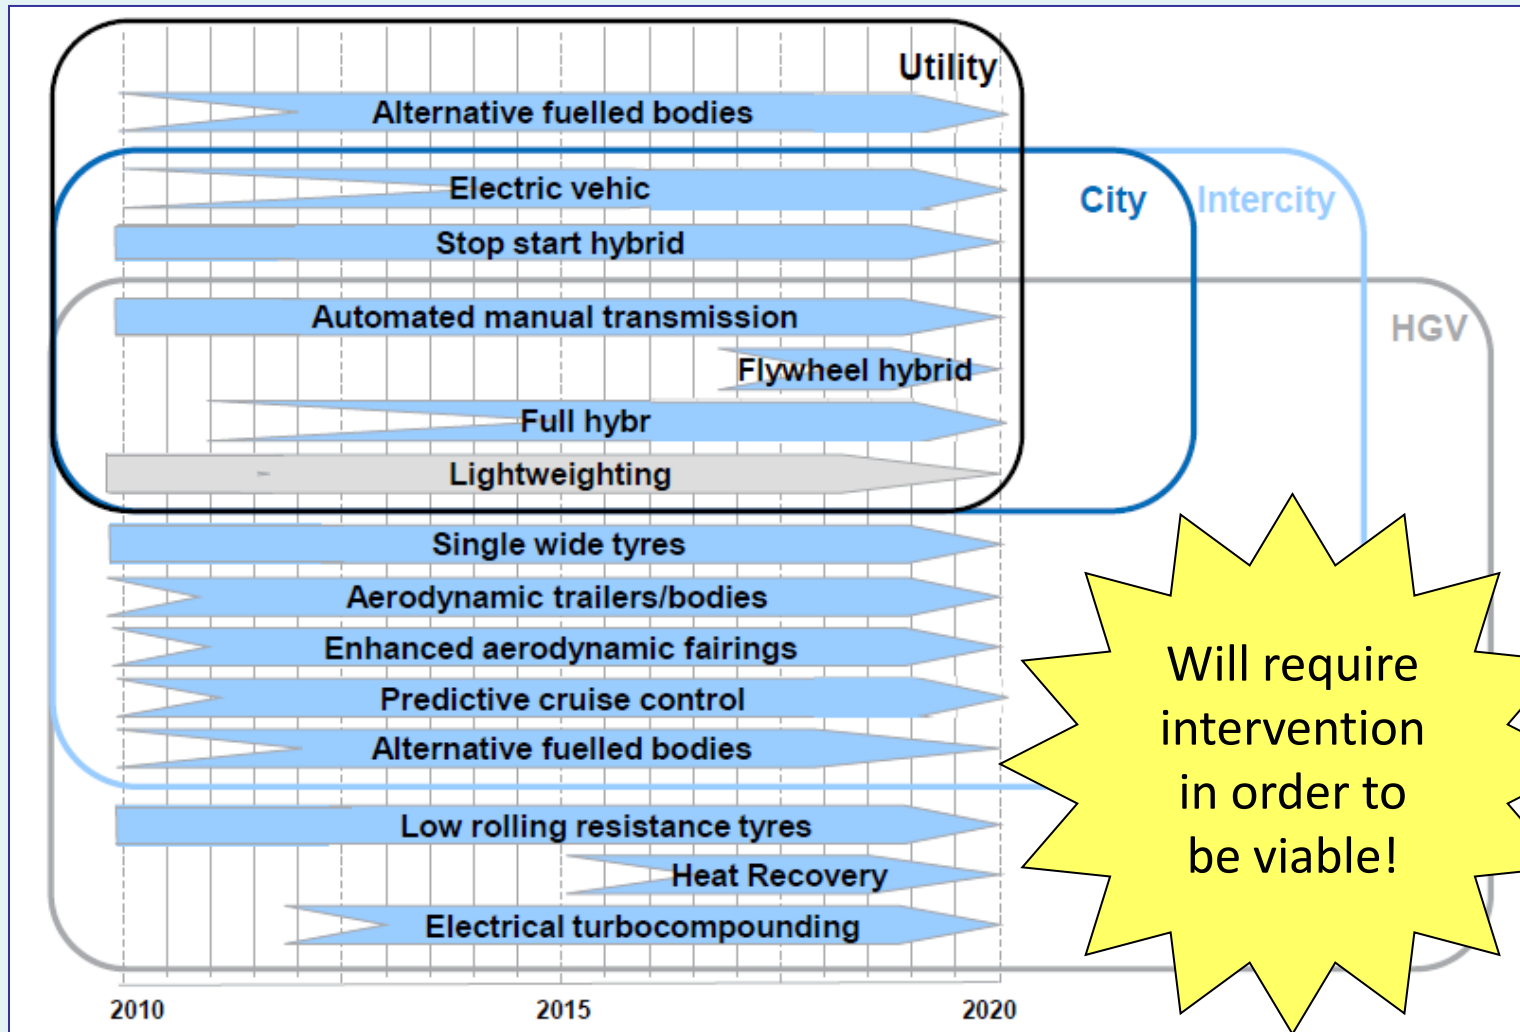 Utility
Alternative fuelled bodies
Electric vehic
City
Intercity
Stop start hybrid
Automated manual transmission
HGV
Flywheel hybrid
Full hybr
Lightweighting
Single wide tyres
Aerodynamic trailers/bodies
Enhanced aerodynamic fairings
Predictive cruise control
Alternative fuelled bodies
Low rolling resistance tyres
Heat Recovery
Electrical turbocompounding
Will require
intervention
in order to
be viable!
2010
2015
2020